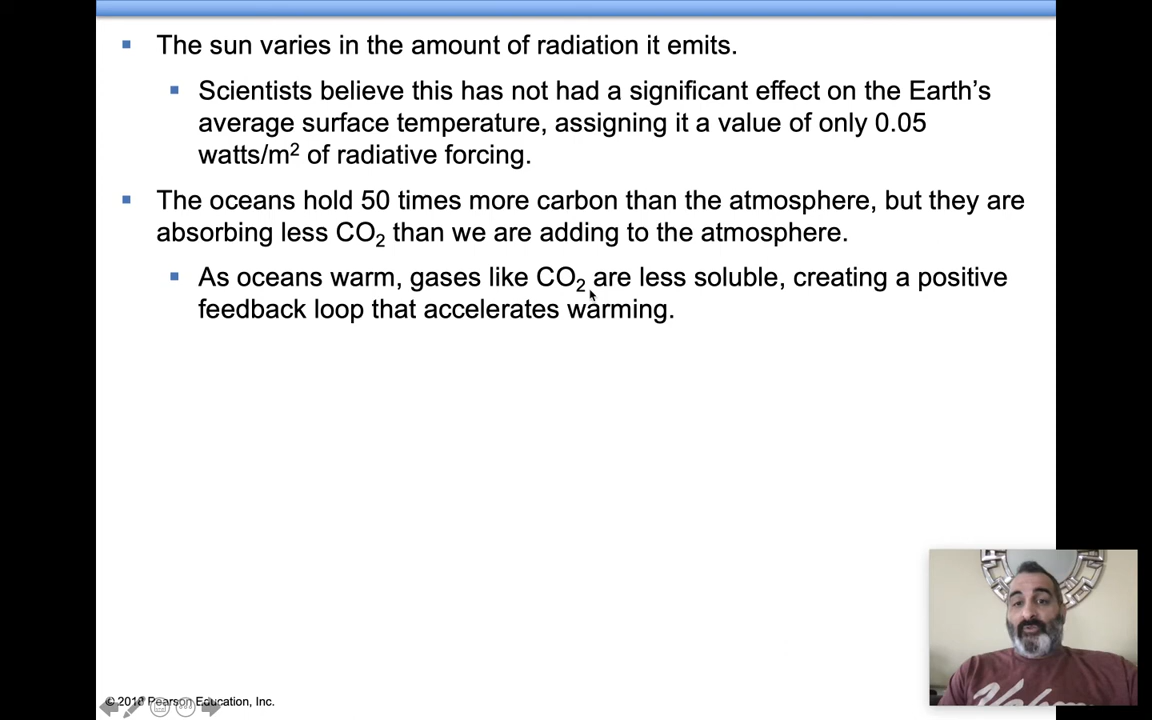 ▪ The sun varies in the amount of radiation it emits.
▪ Scientists believe this has not had a significant effect on the Earth’s
average surface temperature, assigning it a value of only 0.05
watts/m² of radiative forcing.
▪ The oceans hold 50 times more carbon than the atmosphere, but they are
absorbing less CO₂ than we are adding to the atmosphere.
▪ As oceans warm, gases like CO₂ are less soluble, creating a positive
feedback loop that accelerates warming.
© 2018 Pearson Education, Inc.